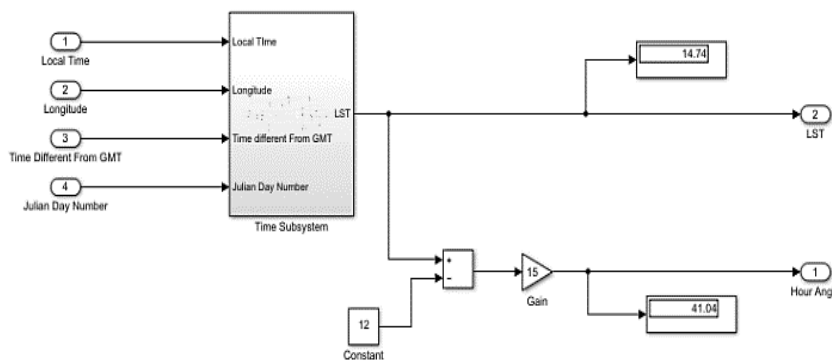 1
Local Time
2
Longitude
3
Time Different From GMT
4
Julian Day Number
Local TIme
Longitude
Time different From GMT
Julian Day Number
LST
Time Subsystem
14.74
2
LST
+
−
12
Constant
15
Gain
1
Hour Ang
41.04